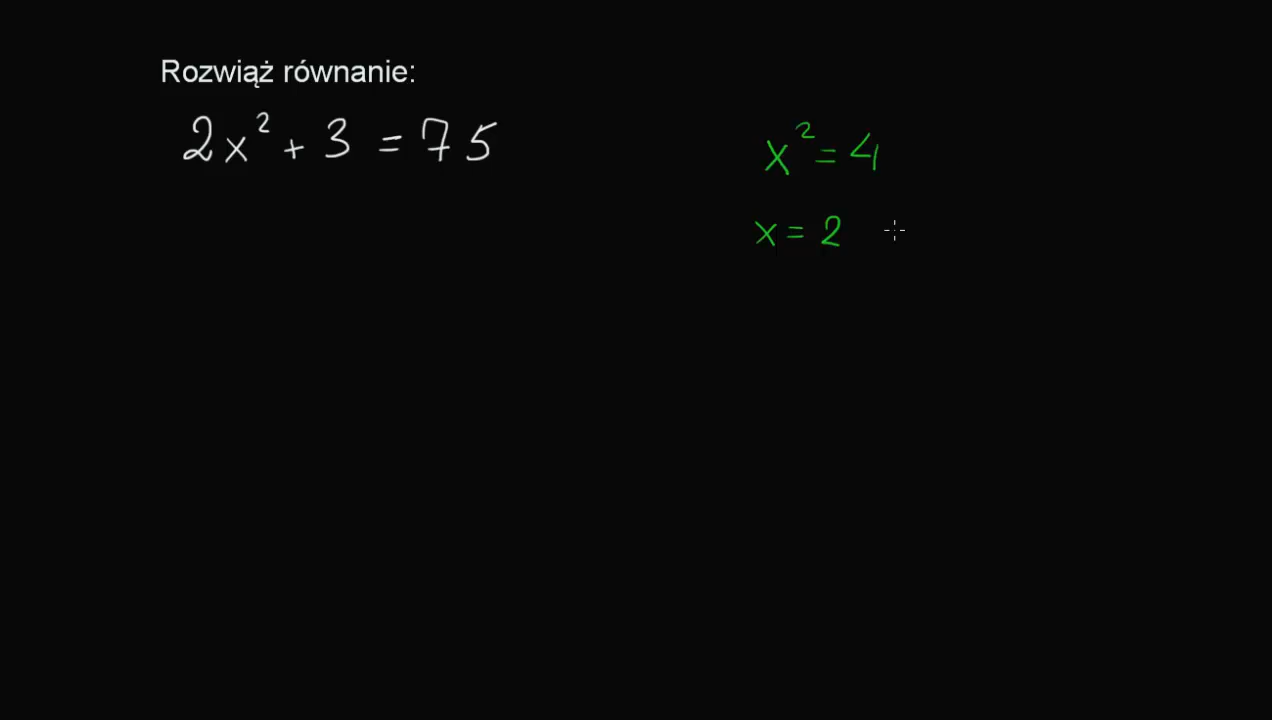 Rozwiąż równanie:
2x² + 3 = 75
x² = 4
x = 2